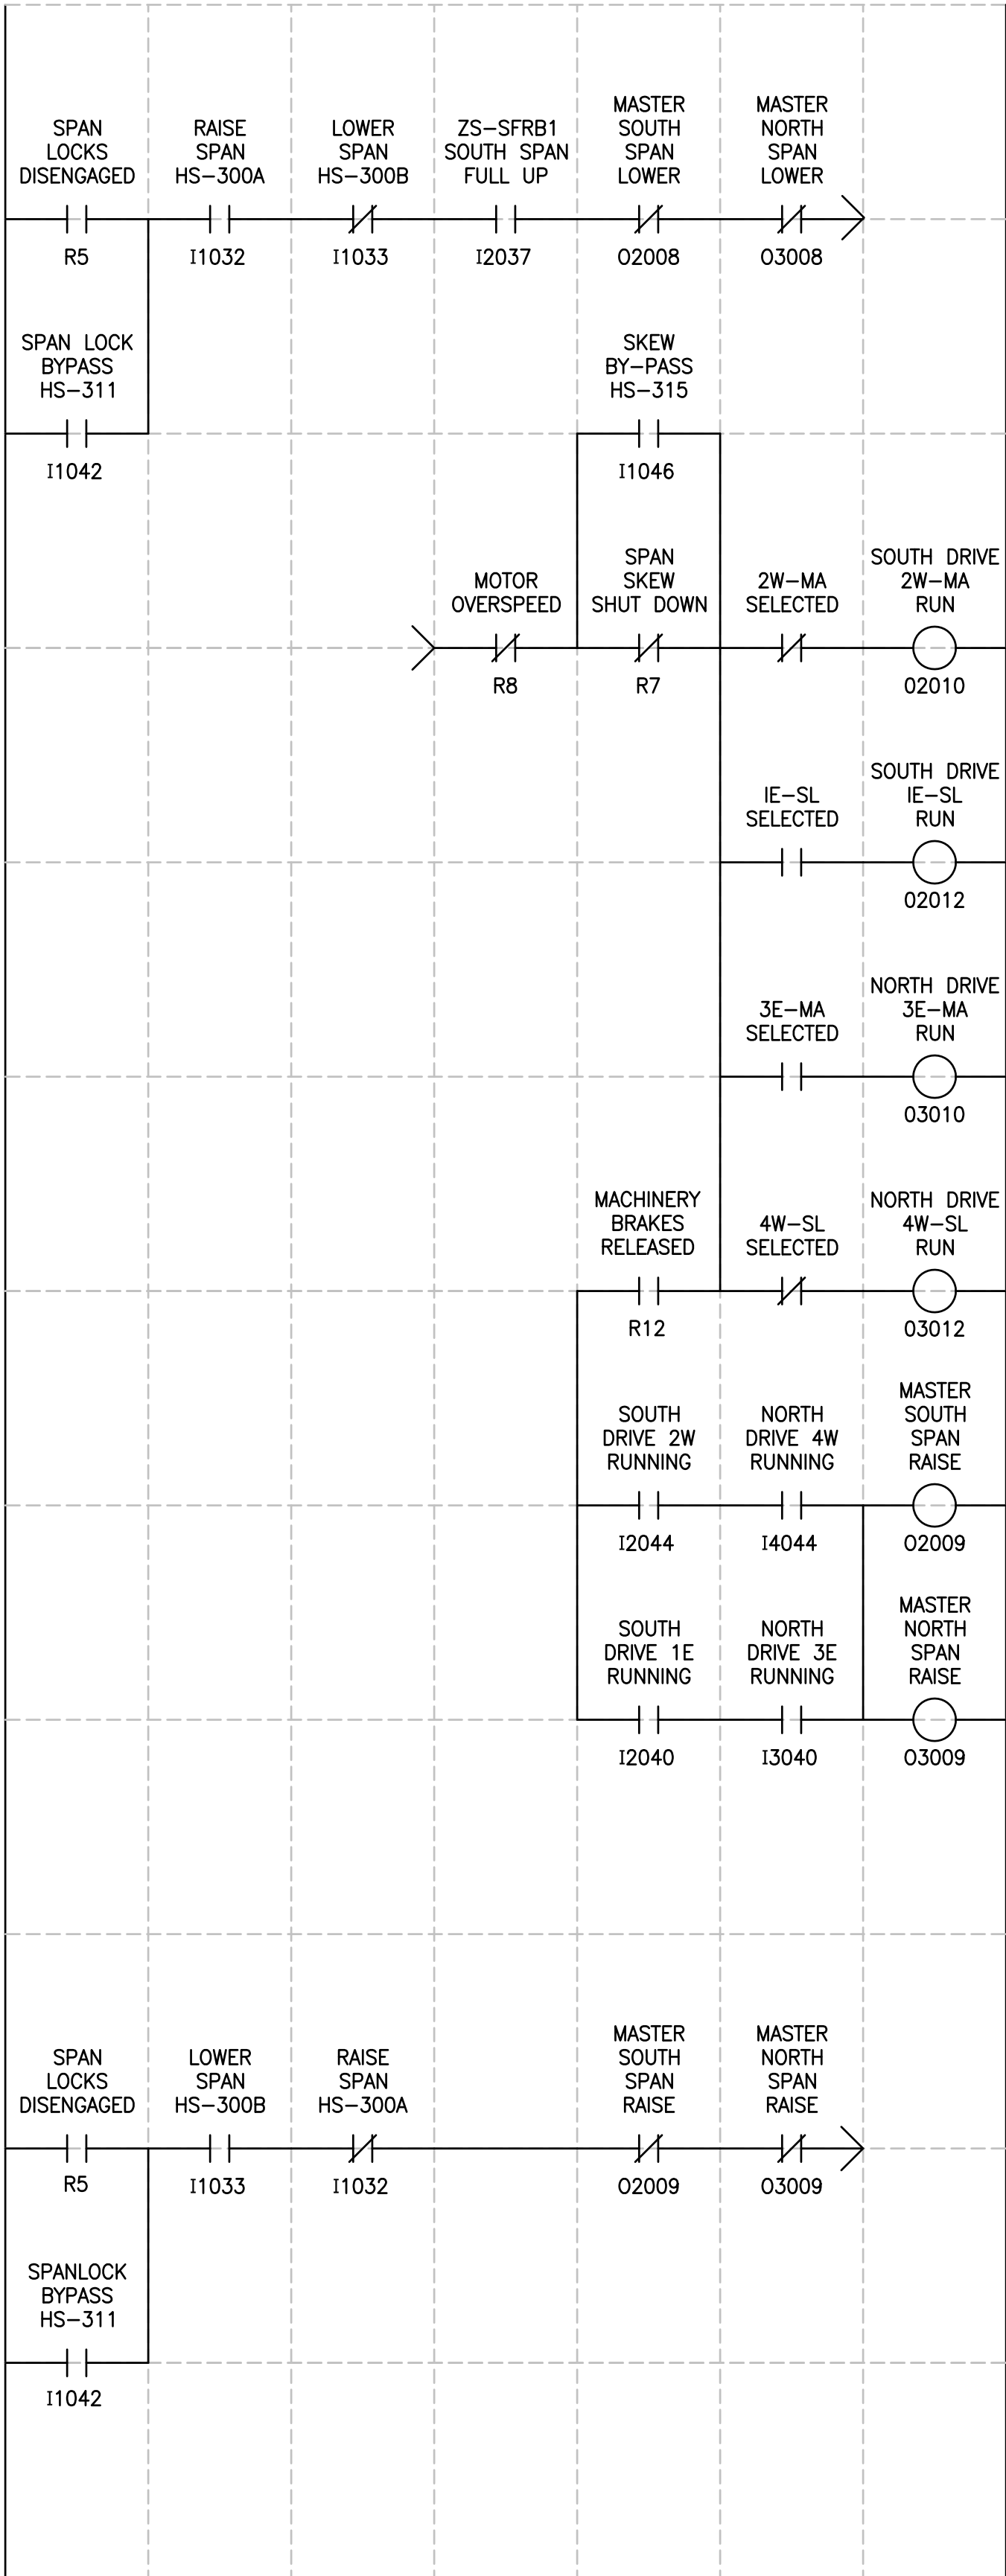 SPAN
LOCKS
DISENGAGED
R5
RAISE
SPAN
HS-300A
I1032
LOWER
SPAN
HS-300B
I1033
ZS-SFRB1
SOUTH SPAN
FULL UP
I2037
MASTER
SOUTH
SPAN
LOWER
O2008
MASTER
NORTH
SPAN
LOWER
O3008
SPAN LOCK
BYPASS
HS-311
I1042
SKEW
BY-PASS
HS-315
I1046
MOTOR
OVERSPEED
R8
SPAN
SKEW
SHUT DOWN
R7
2W-MA
SELECTED
SOUTH DRIVE
2W-MA
RUN
O2010
IE-SL
SELECTED
SOUTH DRIVE
IE-SL
RUN
O2012
3E-MA
SELECTED
NORTH DRIVE
3E-MA
RUN
O3010
MACHINERY
BRAKES
RELEASED
R12
4W-SL
SELECTED
NORTH DRIVE
4W-SL
RUN
O3012
SOUTH
DRIVE 2W
RUNNING
I2044
NORTH
DRIVE 4W
RUNNING
I4044
MASTER
SOUTH
SPAN
RAISE
O2009
SOUTH
DRIVE 1E
RUNNING
I2040
NORTH
DRIVE 3E
RUNNING
I3040
MASTER
NORTH
SPAN
RAISE
O3009
SPAN
LOCKS
DISENGAGED
R5
LOWER
SPAN
HS-300B
I1033
RAISE
SPAN
HS-300A
I1032
MASTER
SOUTH
SPAN
RAISE
O2009
MASTER
NORTH
SPAN
RAISE
O3009
SPANLOCK
BYPASS
HS-311
I1042